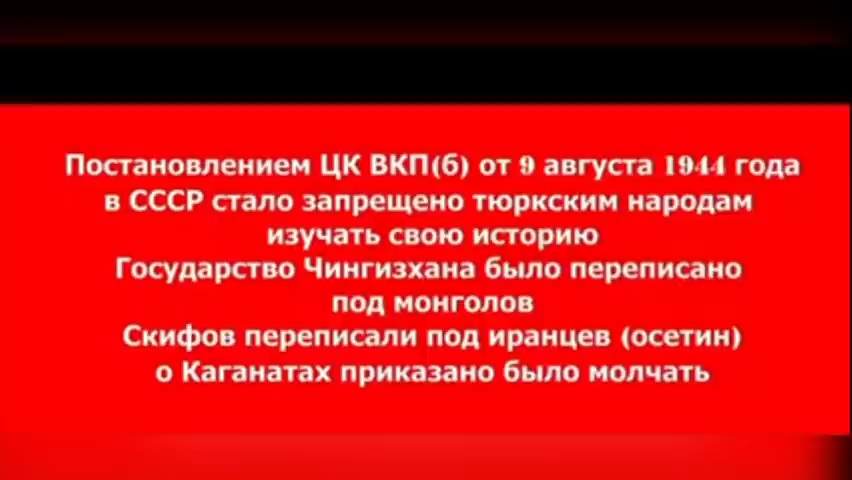 Постановлением ЦК ВКП(б) от 9 августа 1944 года
в СССР стало запрещено тюркским народам
изучать свою историю
Государство Чингизхана было переписано
под монголов
Скифов переписали под иранцев (осетин)
о Каганатах приказано было молчать